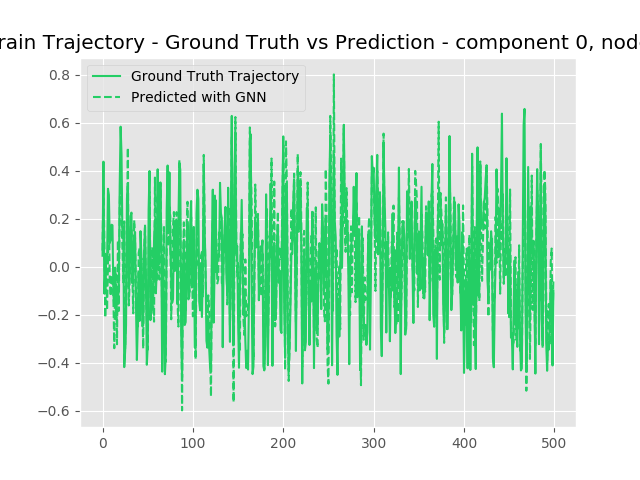 rain Trajectory - Ground Truth vs Prediction - component 0, nod
Ground Truth Trajectory
Predicted with GNN
0.8
0.6
0.4
0.2
0.0
−0.2
−0.4
−0.6
0 100 200 300 400 500